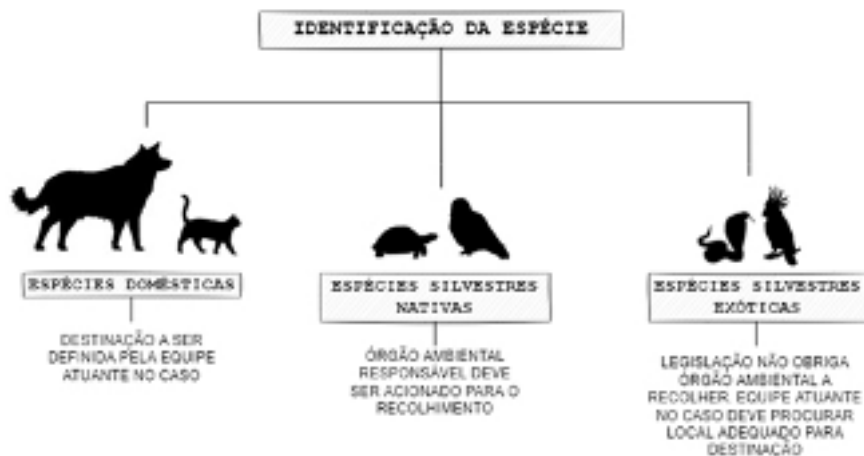 IDENTIFICAÇÃO DA ESPÉCIE
ESPÉCIES DOMÉSTICAS
DESTINAÇÃO A SER
DEFINIDA PELA EQUIPE
ATUANTE NO CASO
ESPÉCIES SILVESTRES
NATIVAS
ÓRGÃO AMBIENTAL
RESPONSÁVEL DEVE
SER ACIONADO PARA O
RECOLHIMENTO
ESPÉCIES SILVESTRES
EXÓTICAS
LEGISLAÇÃO NÃO OBRIGA
ÓRGÃO AMBIENTAL A
RECOLHER. EQUIPE ATUANTE
NO CASO DEVE PROCURAR
LOCAL ADEQUADO PARA
DESTINAÇÃO